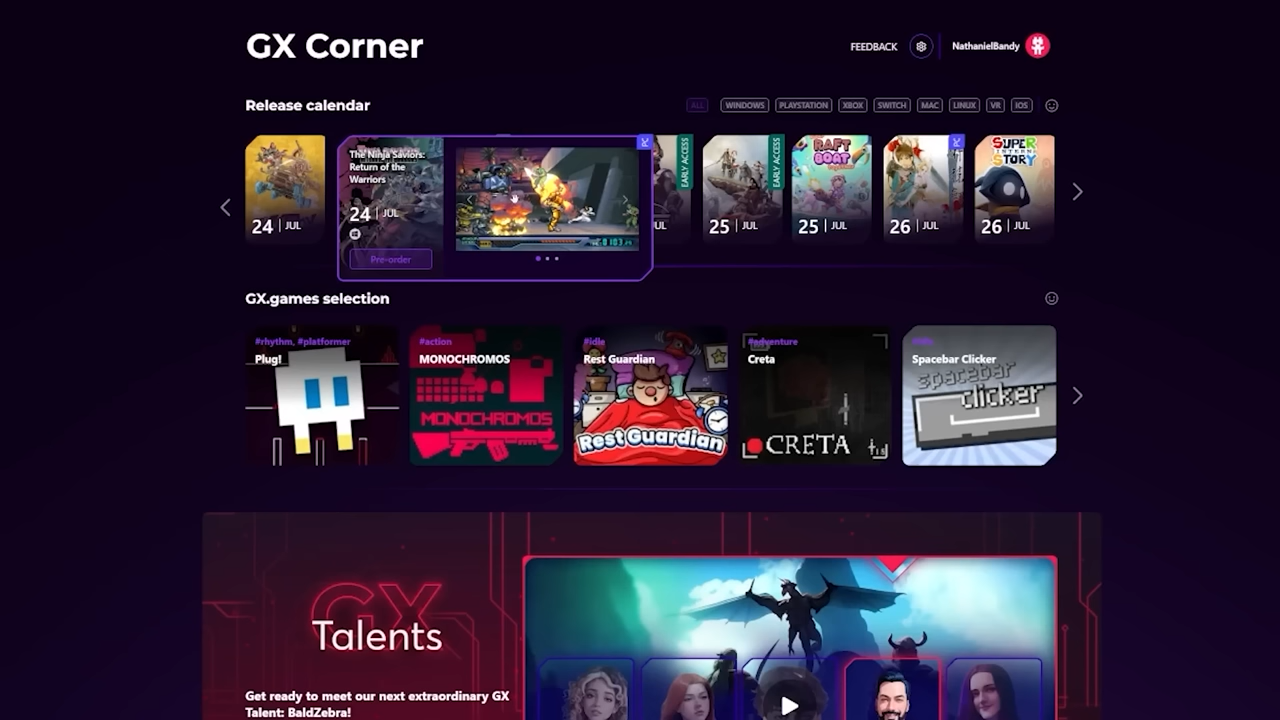 GX Corner
FEEDBACK
NathanielBandy
Release calendar
ALL
WINDOWS
PLAYSTATION
XBOX
SWITCH
MAC
LINUX
VR
IOS
24 | JUL
The Ninja Saviors:
Return of the
Warriors
24 | JUL
Pre-order
EARLY ACCESS
UL
EARLY ACCESS
25 | JUL
RAFT
BOAT
25 | JUL
26 | JUL
SUPER
INTERN
STORY
26 | JUL
GX.games selection
#rhythm, #platformer
Plug!
#action
MONOCHROMOS
MONOCHROMOS
#idle
Rest Guardian
Rest Guardian
#adventure
Creta
CRETA
Spacebar Clicker
spacebar
clicker
GX
Talents
Get ready to meet our next extraordinary GX
Talent: BaldZebra!